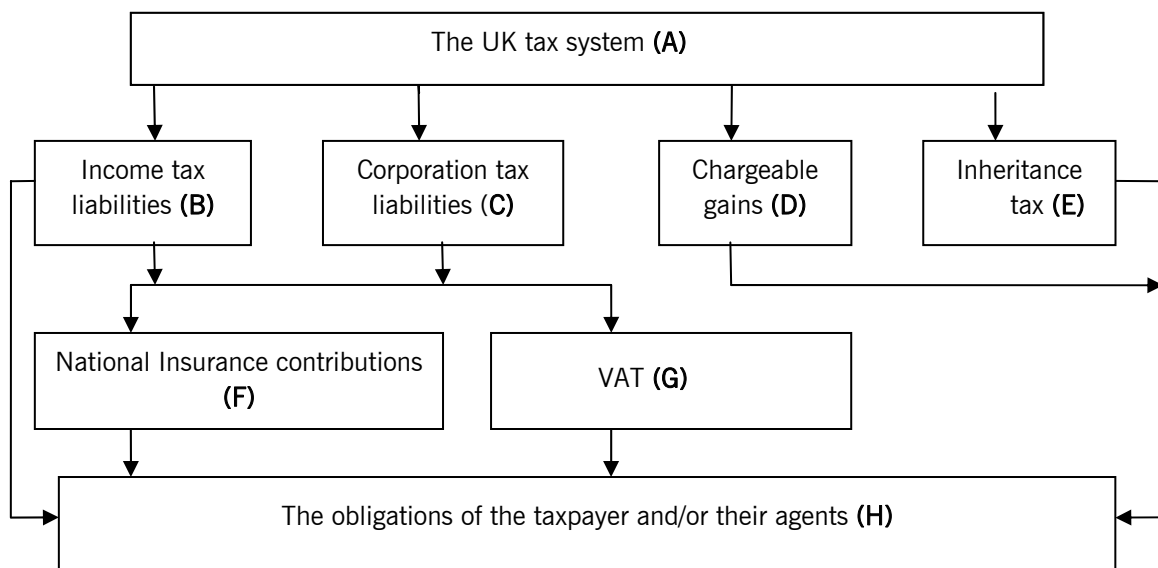 The UK tax system (A)
Income tax
liabilities (B)
Corporation tax
liabilities (C)
Chargeable
gains (D)
Inheritance
tax (E)
National Insurance contributions
(F)
VAT (G)
The obligations of the taxpayer and/or their agents (H)